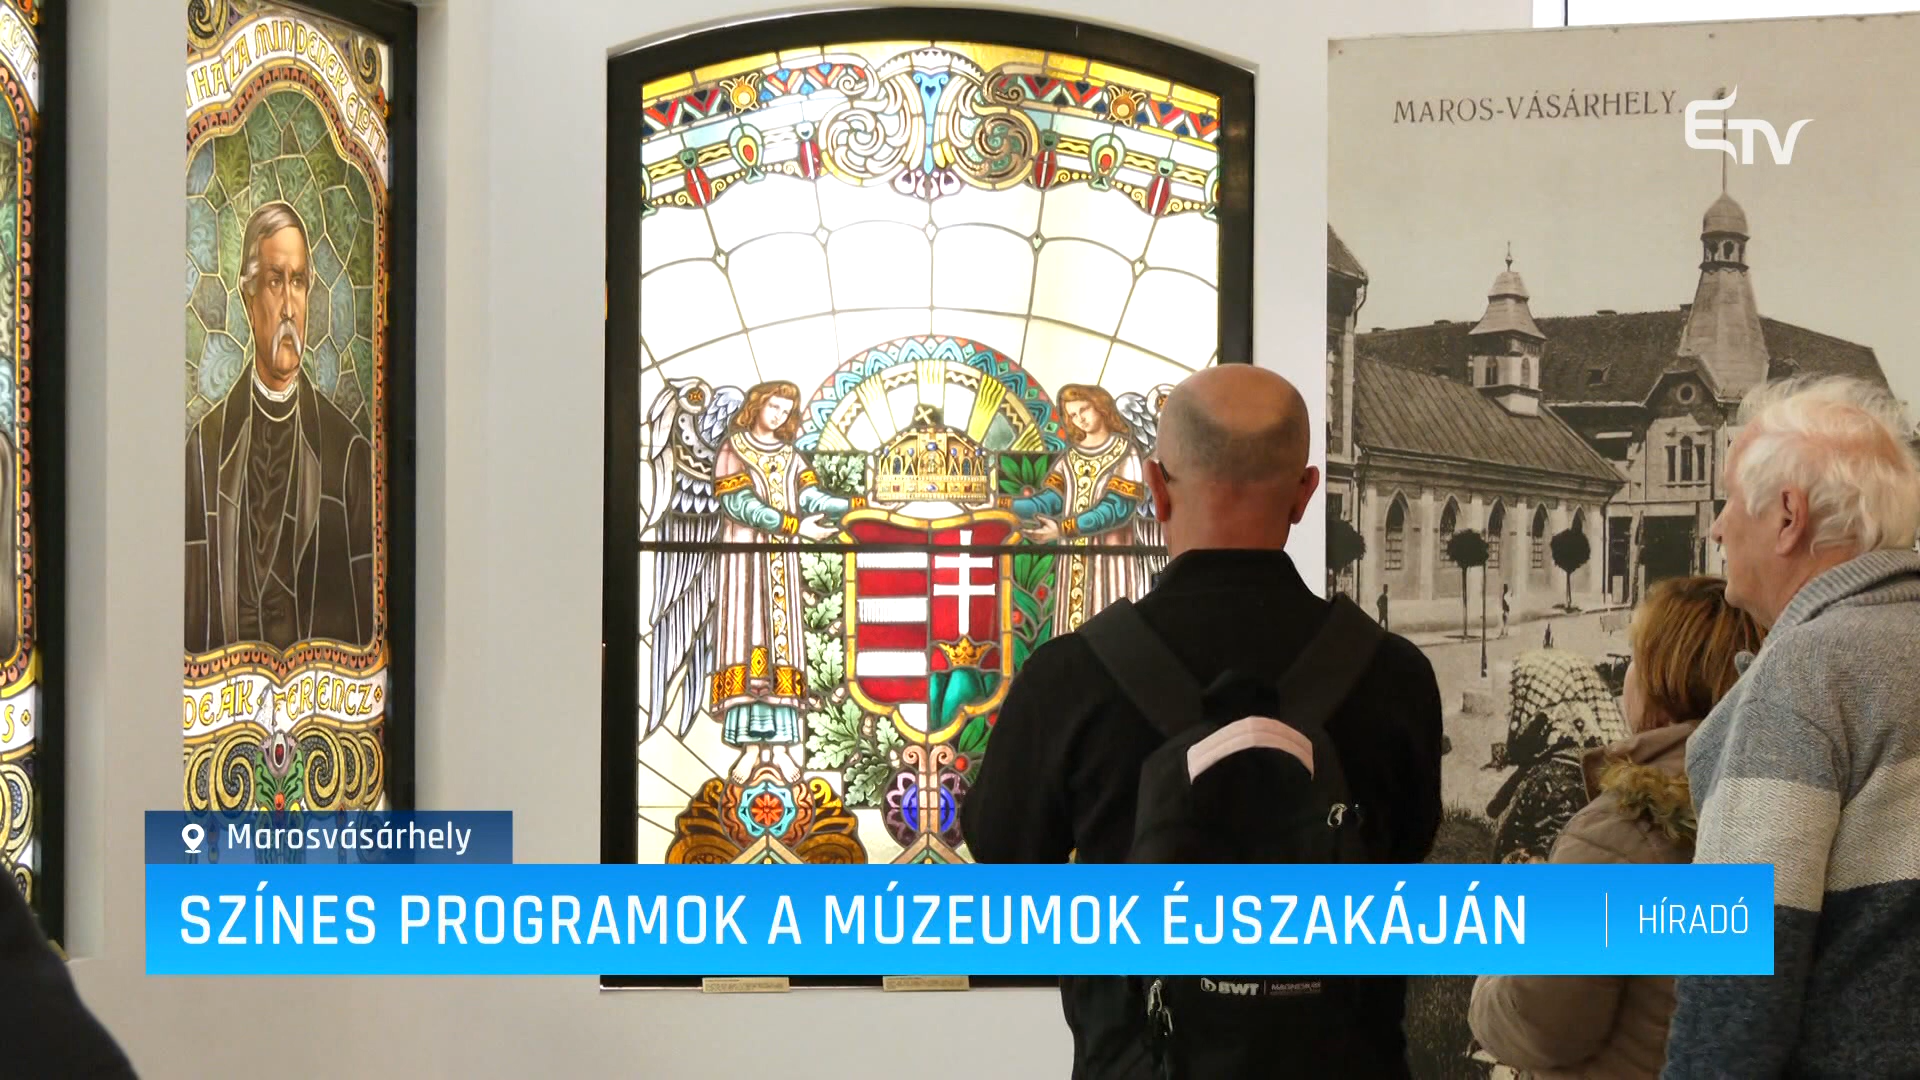 A HAZA MINDENEK ELŐTT.
MAROS-VÁSÁRHELY.
ETV
DEÁK FERENCZ
S
Marosvásárhely
SZÍNES PROGRAMOK A MÚZEUMOK ÉJSZAKÁJÁN
HÍRADÓ
BWT